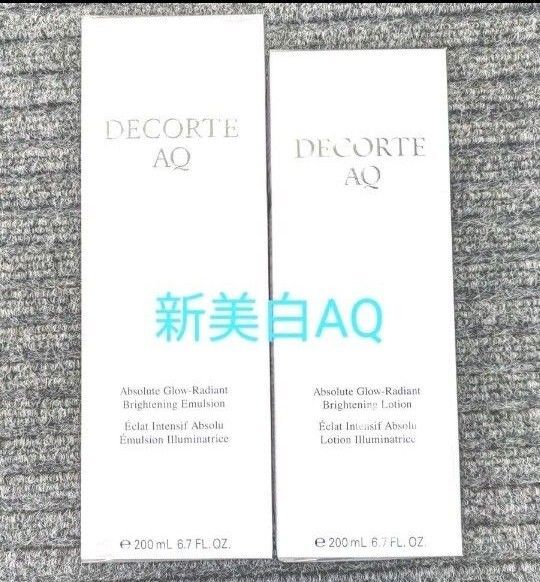 DECORTE
AQ
DECORTE
AQ
新美白AQ
Absolute Glow-Radiant
Brightening Emulsion
Éclat Intensif Absolu
Émulsion Illuminatrice
Absolute Glow-Radiant
Brightening Lotion
Éclat Intensif Absolu
Lotion Illuminatrice
℮ 200 mL 6.7 FL. OZ.
℮ 200 mL 6.7 FL. OZ.